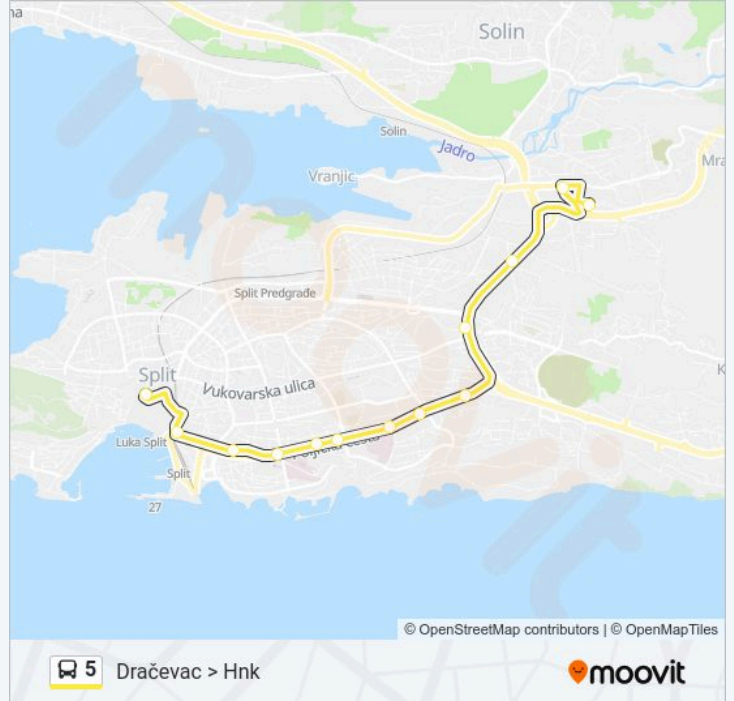 na
Solin
Solin
Jadro
Mra
Vranjic
Split Predgrađe
K
Split
Vukovarska ulica
Luka Split
Split
27
© OpenStreetMap contributors | © OpenMapTiles
5 Dračevac > Hnk
moovit